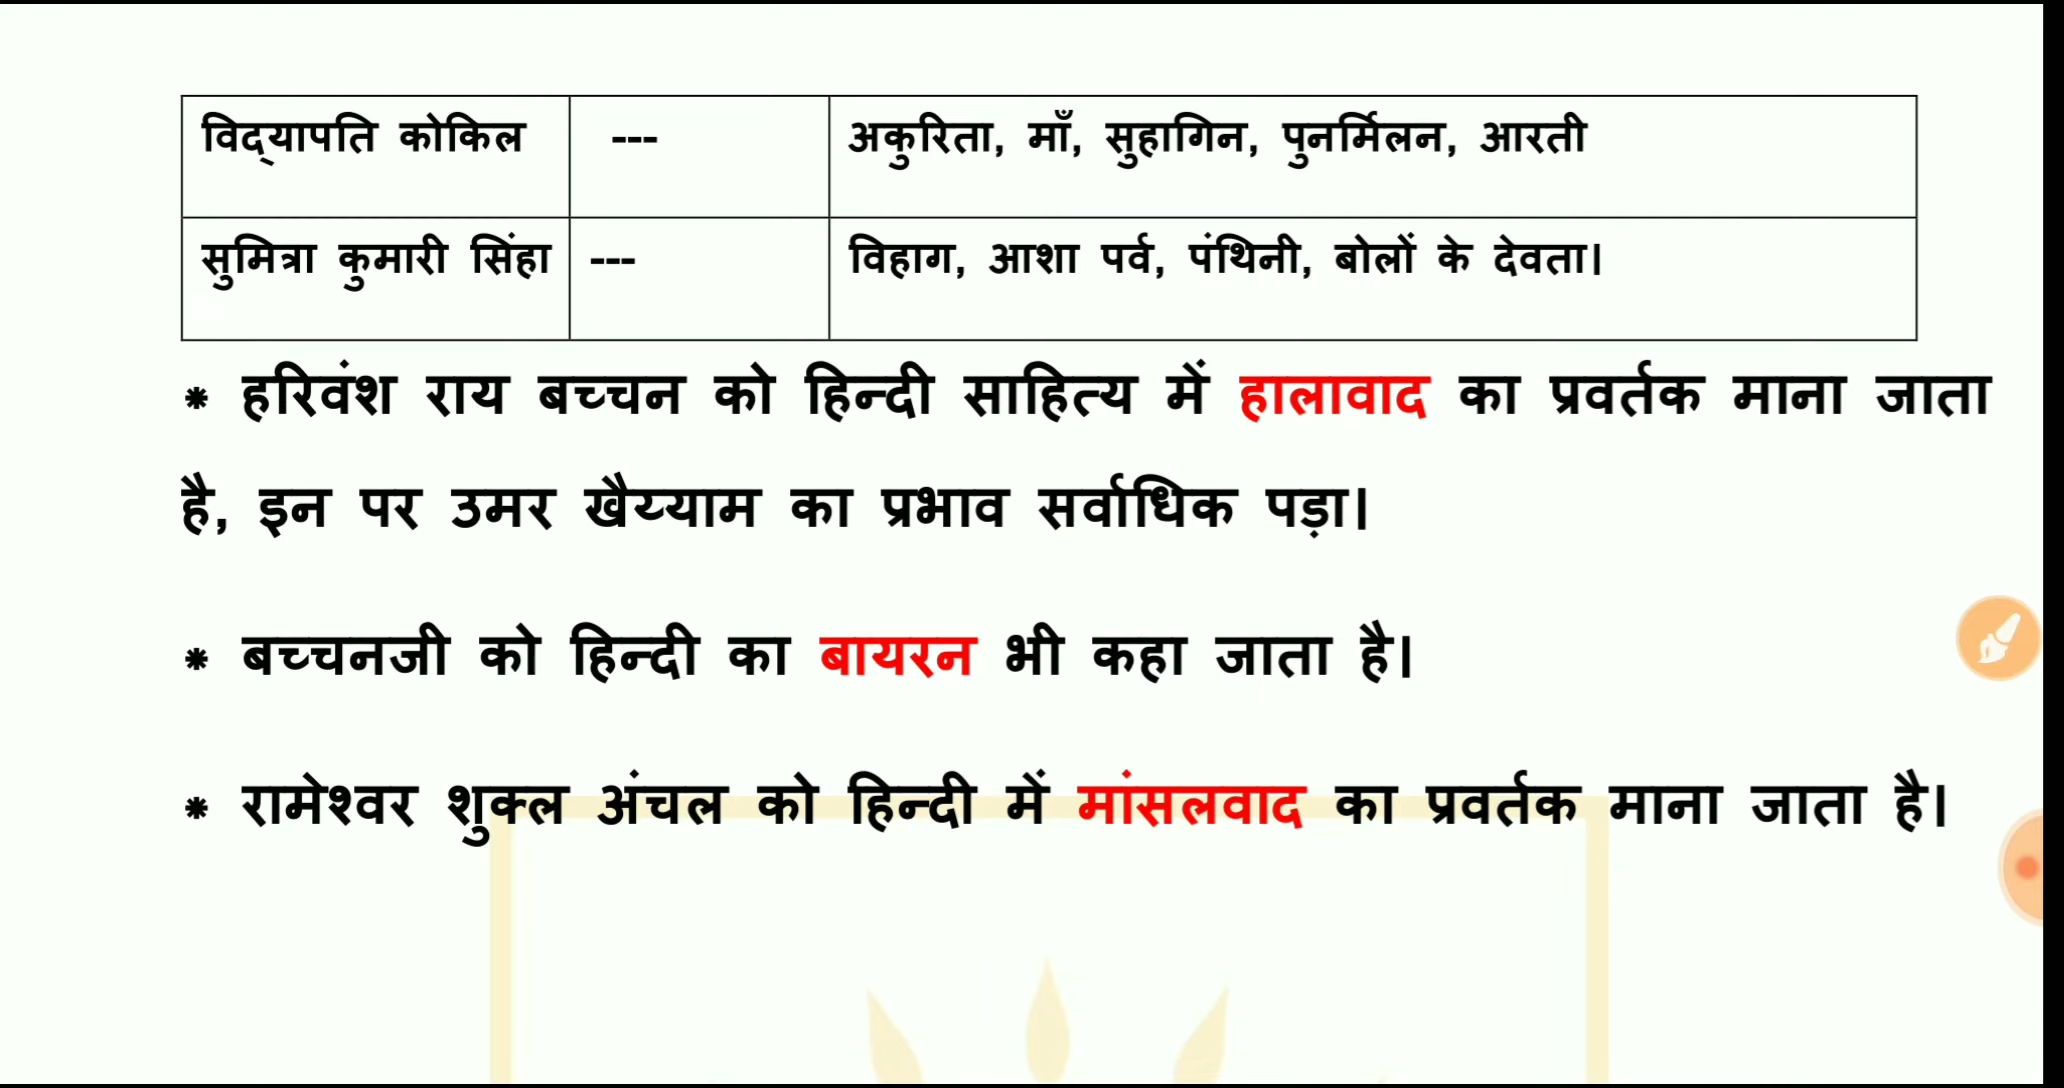 विद्यापति कोकिल --- अकुरिता, माँ, सुहागिन, पुनर्मिलन, आरती
सुमित्रा कुमारी सिंहा --- विहाग, आशा पर्व, पंथिनी, बोलों के देवता।
* हरिवंश राय बच्चन को हिन्दी साहित्य में हालावाद का प्रवर्तक माना जाता
है, इन पर उमर खैय्याम का प्रभाव सर्वाधिक पड़ा।
* बच्चनजी को हिन्दी का बायरन भी कहा जाता है।
* रामेश्वर शुक्ल अंचल को हिन्दी में मांसलवाद का प्रवर्तक माना जाता है।